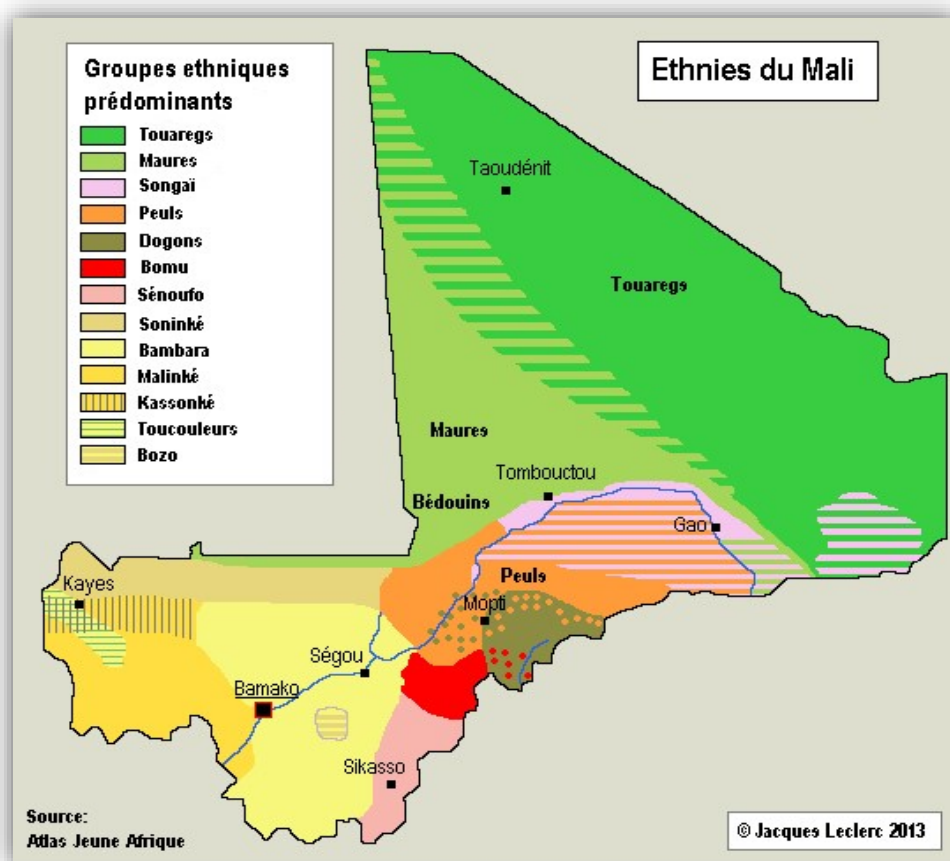 Groupes ethniques
prédominants
Touaregs
Maures
Songaï
Peuls
Dogons
Bomu
Sénoufo
Soninké
Bambara
Malinké
Kassonké
Toucouleurs
Bozo
Ethnies du Mali
Taoudénit
Touaregs
Maures
Tombouctou
Bédouins
Gao
Peuls
Kayes
Mopti
Ségou
Bamako
Sikasso
Source:
Atlas Jeune Afrique
© Jacques Leclerc 2013